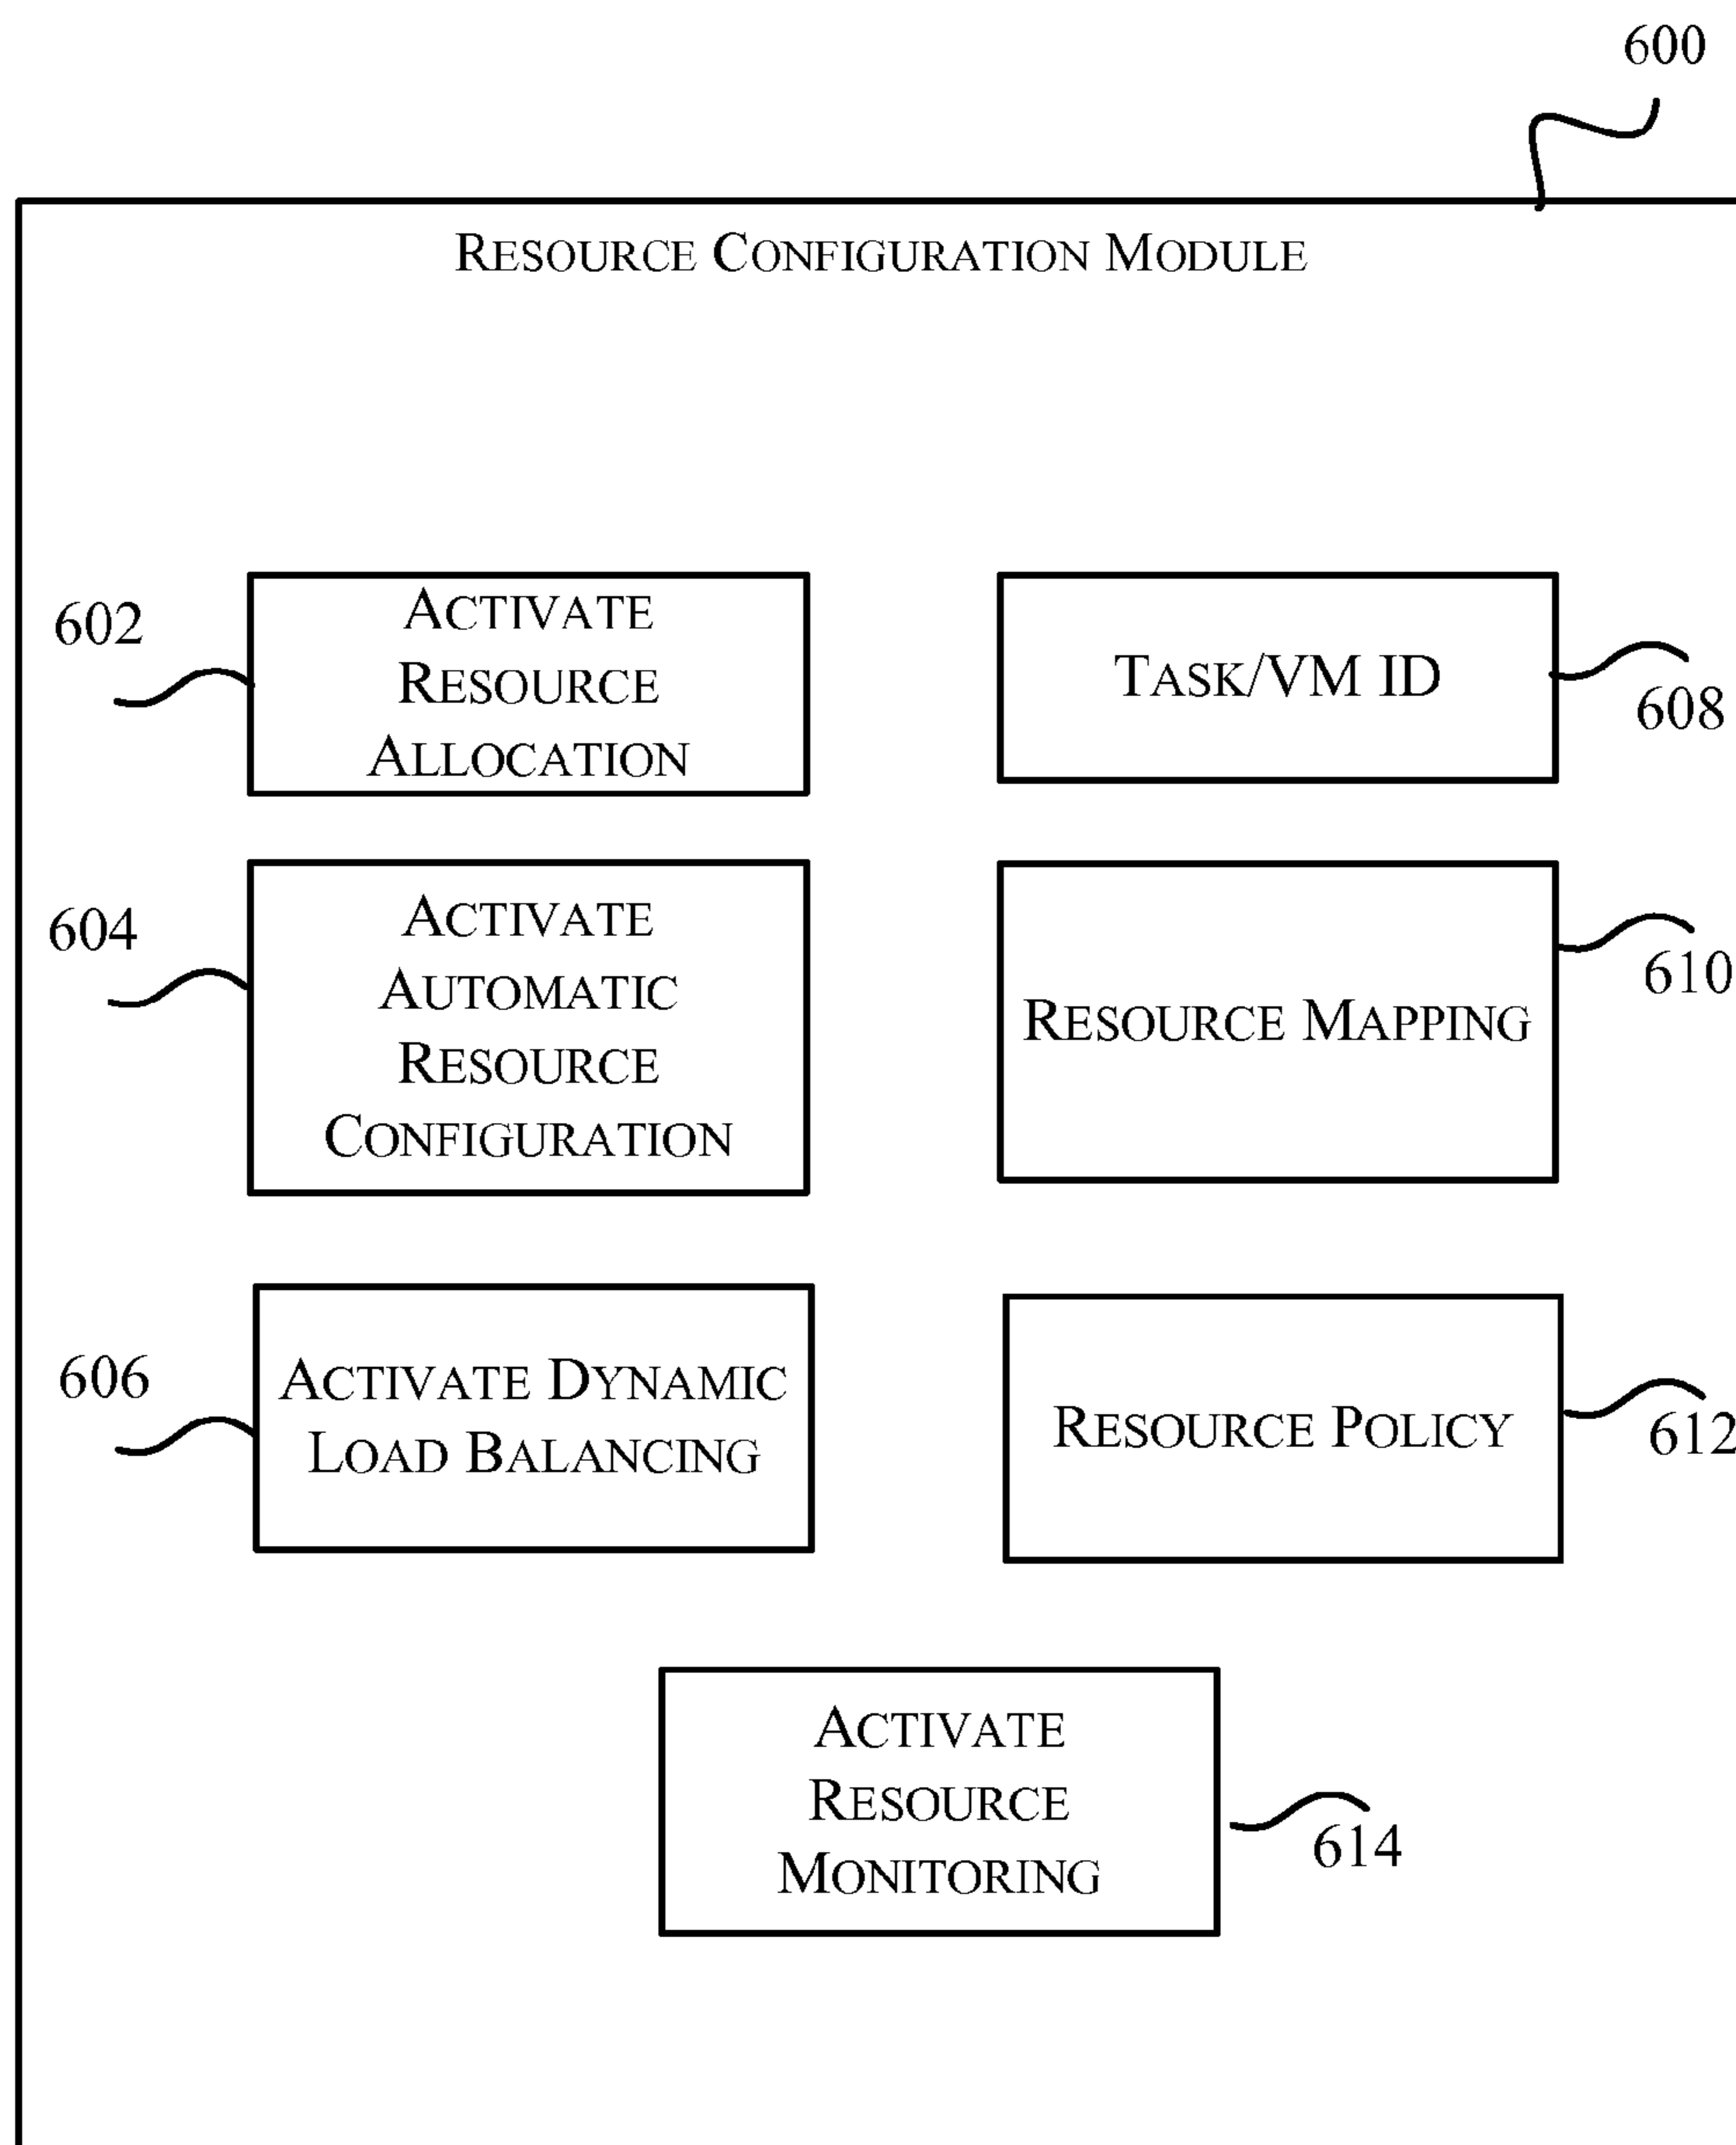 600
RESOURCE CONFIGURATION MODULE
602
ACTIVATE
RESOURCE
ALLOCATION
TASK/VM ID
608
604
ACTIVATE
AUTOMATIC
RESOURCE
CONFIGURATION
RESOURCE MAPPING
610
606
ACTIVATE DYNAMIC
LOAD BALANCING
RESOURCE POLICY
612
ACTIVATE
RESOURCE
MONITORING
614